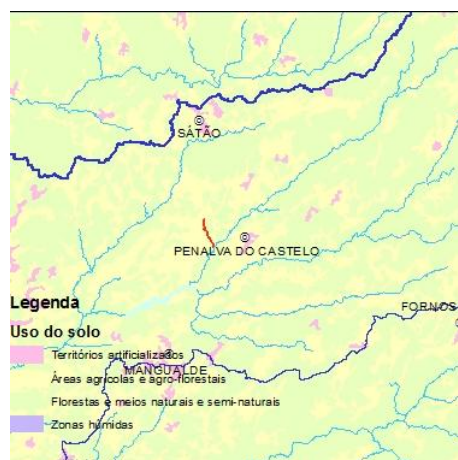 ©
SÁTÃO
©
PENALVA DO CASTELO
FORNOS
Legenda
Uso do solo
Territórios artificializados
MANGUALDE
Áreas agrícolas e agro-florestais
Florestas e meios naturais e semi-naturais
Zonas húmidas